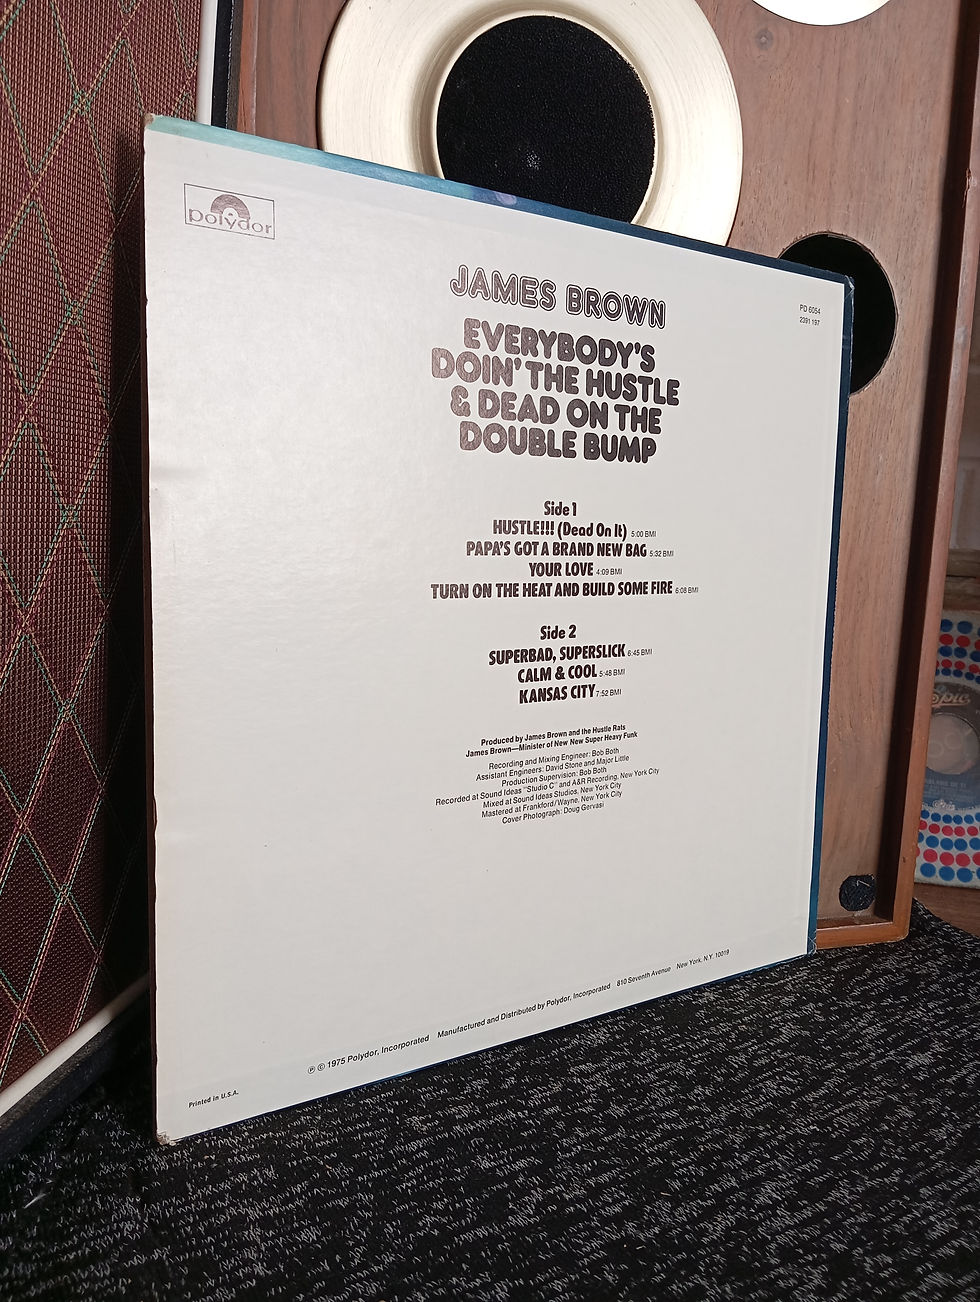 polydor
PD 6054
2391 197
JAMES BROWN
EVERYBODY'S
DOIN' THE HUSTLE
& DEAD ON THE
DOUBLE BUMP
Side 1
HUSTLE!!! (Dead On It) 5:00 BMI
PAPA'S GOT A BRAND NEW BAG 5:32 BMI
YOUR LOVE 4:09 BMI
TURN ON THE HEAT AND BUILD SOME FIRE 6:08 BMI
Side 2
SUPERBAD, SUPERSLICK 6:45 BMI
CALM & COOL 5:48 BMI
KANSAS CITY 7:52 BMI
Produced by James Brown and the Hustle Rats
James Brown—Minister of New New Super Heavy Funk
Recording and Mixing Engineer: Bob Both
Assistant Engineers: David Stone and Major Little
Production Supervision: Bob Both
Recorded at Sound Ideas "Studio C" and A&R Recording, New York City
Mixed at Sound Ideas Studios, New York City
Mastered at Frankford/Wayne, New York City
Cover Photograph: Doug Gervasi
℗ © 1975 Polydor, Incorporated Manufactured and Distributed by Polydor, Incorporated 810 Seventh Avenue New York, N.Y. 10019
Printed in U.S.A.
Epic